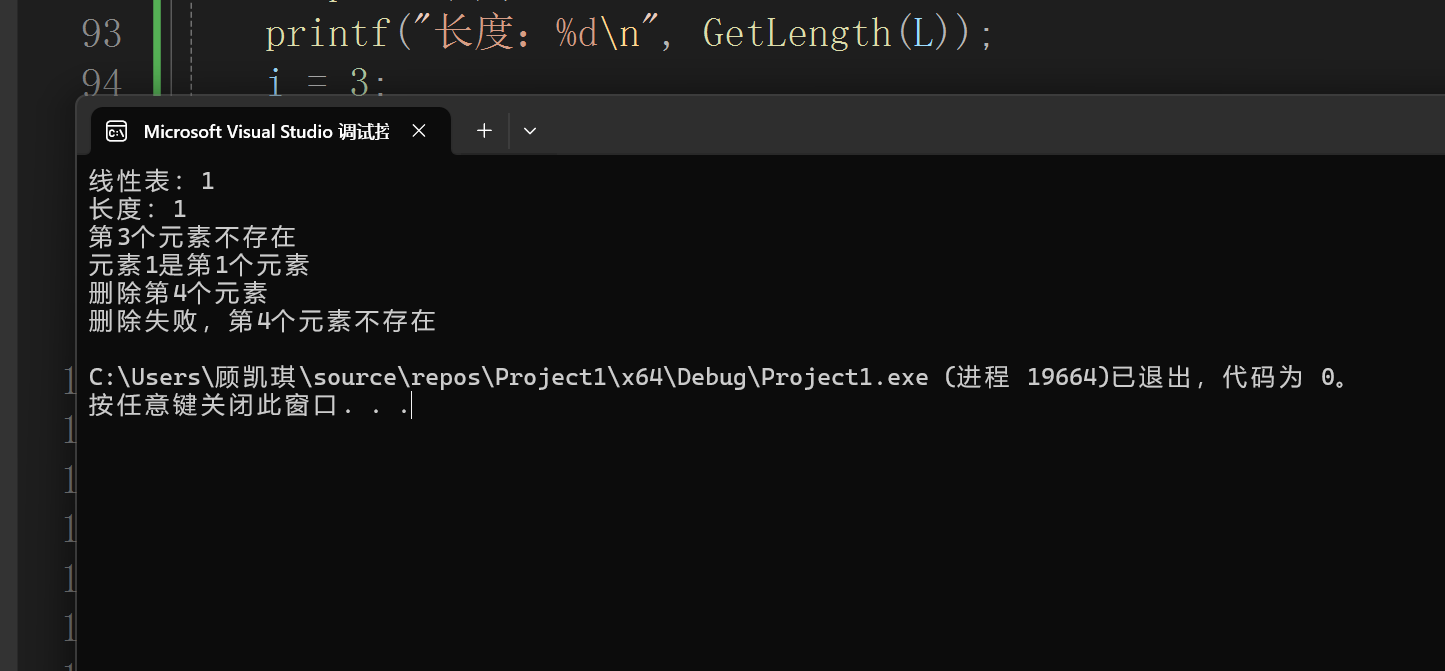 93 printf("长度：%d\n", GetLength(L));
94 i = 3;
Microsoft Visual Studio 调试控
线性表：1
长度：1
第3个元素不存在
元素1是第1个元素
删除第4个元素
删除失败，第4个元素不存在
C:\Users\顾凯琪\source\repos\Project1\x64\Debug\Project1.exe (进程 19664)已退出，代码为 0。
按任意键关闭此窗口. . .
1
1
1
1
1
1